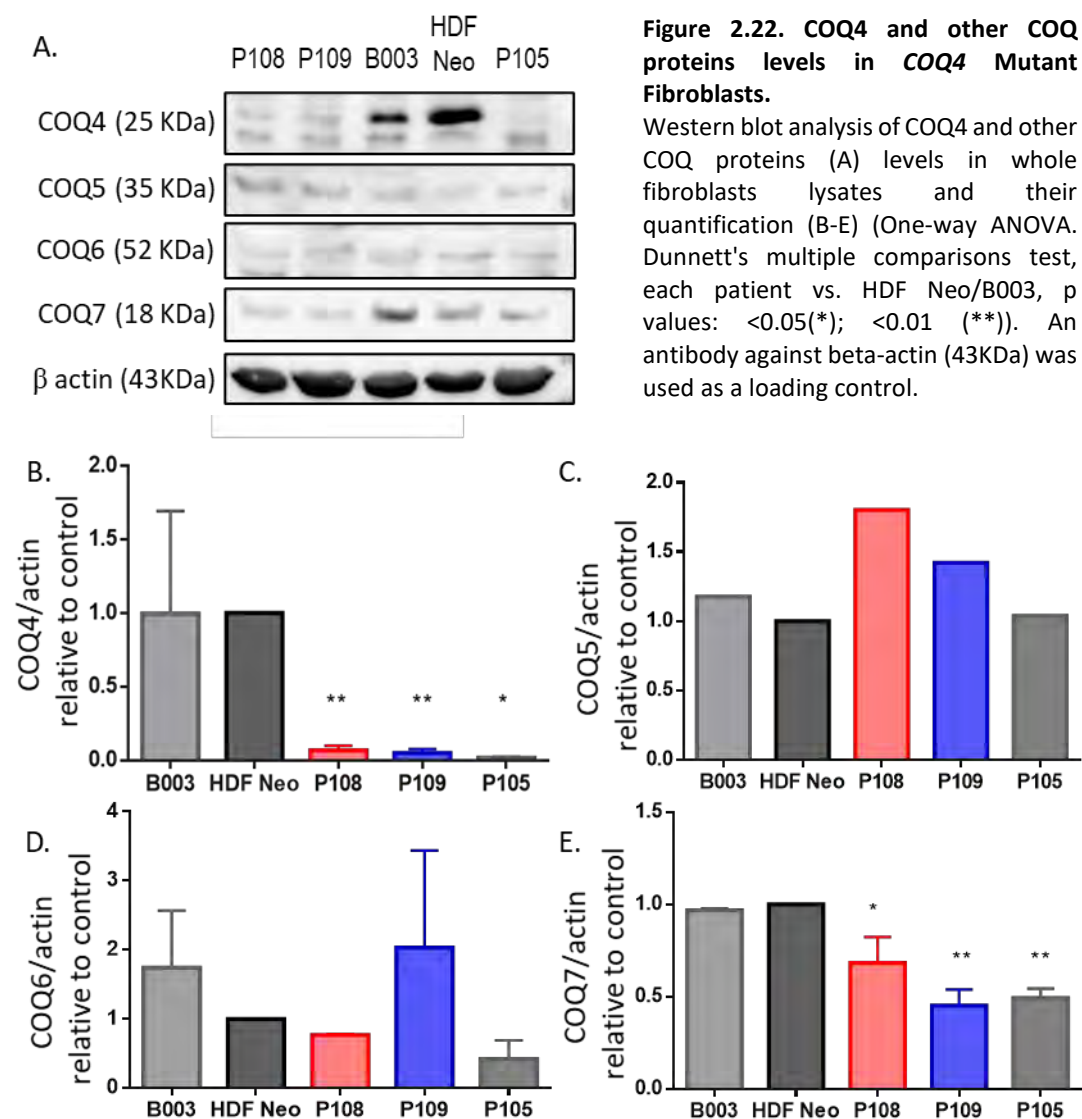 A.
P108 P109 B003 HDF Neo P105
COQ4 (25 KDa)
COQ5 (35 KDa)
COQ6 (52 KDa)
COQ7 (18 KDa)
β actin (43KDa)
Figure 2.22. COQ4 and other COQ
proteins levels in COQ4 Mutant
Fibroblasts.
Western blot analysis of COQ4 and other
COQ proteins (A) levels in whole
fibroblasts lysates and their
quantification (B-E) (One-way ANOVA.
Dunnett's multiple comparisons test,
each patient vs. HDF Neo/B003, p
values: <0.05(*); <0.01 (**)). An
antibody against beta-actin (43KDa) was
used as a loading control.
B.
COQ4/actin
relative to control
2.0
1.5
1.0
0.5
0.0
** ** *
B003 HDF Neo P108 P109 P105
C.
COQ5/actin
relative to control
2.0
1.5
1.0
0.5
0.0
B003 HDF Neo P108 P109 P105
D.
COQ6/actin
relative to control
4
3
2
1
0
B003 HDF Neo P108 P109 P105
E.
COQ7/actin
relative to control
1.5
1.0
0.5
0.0
* ** **
B003 HDF Neo P108 P109 P105